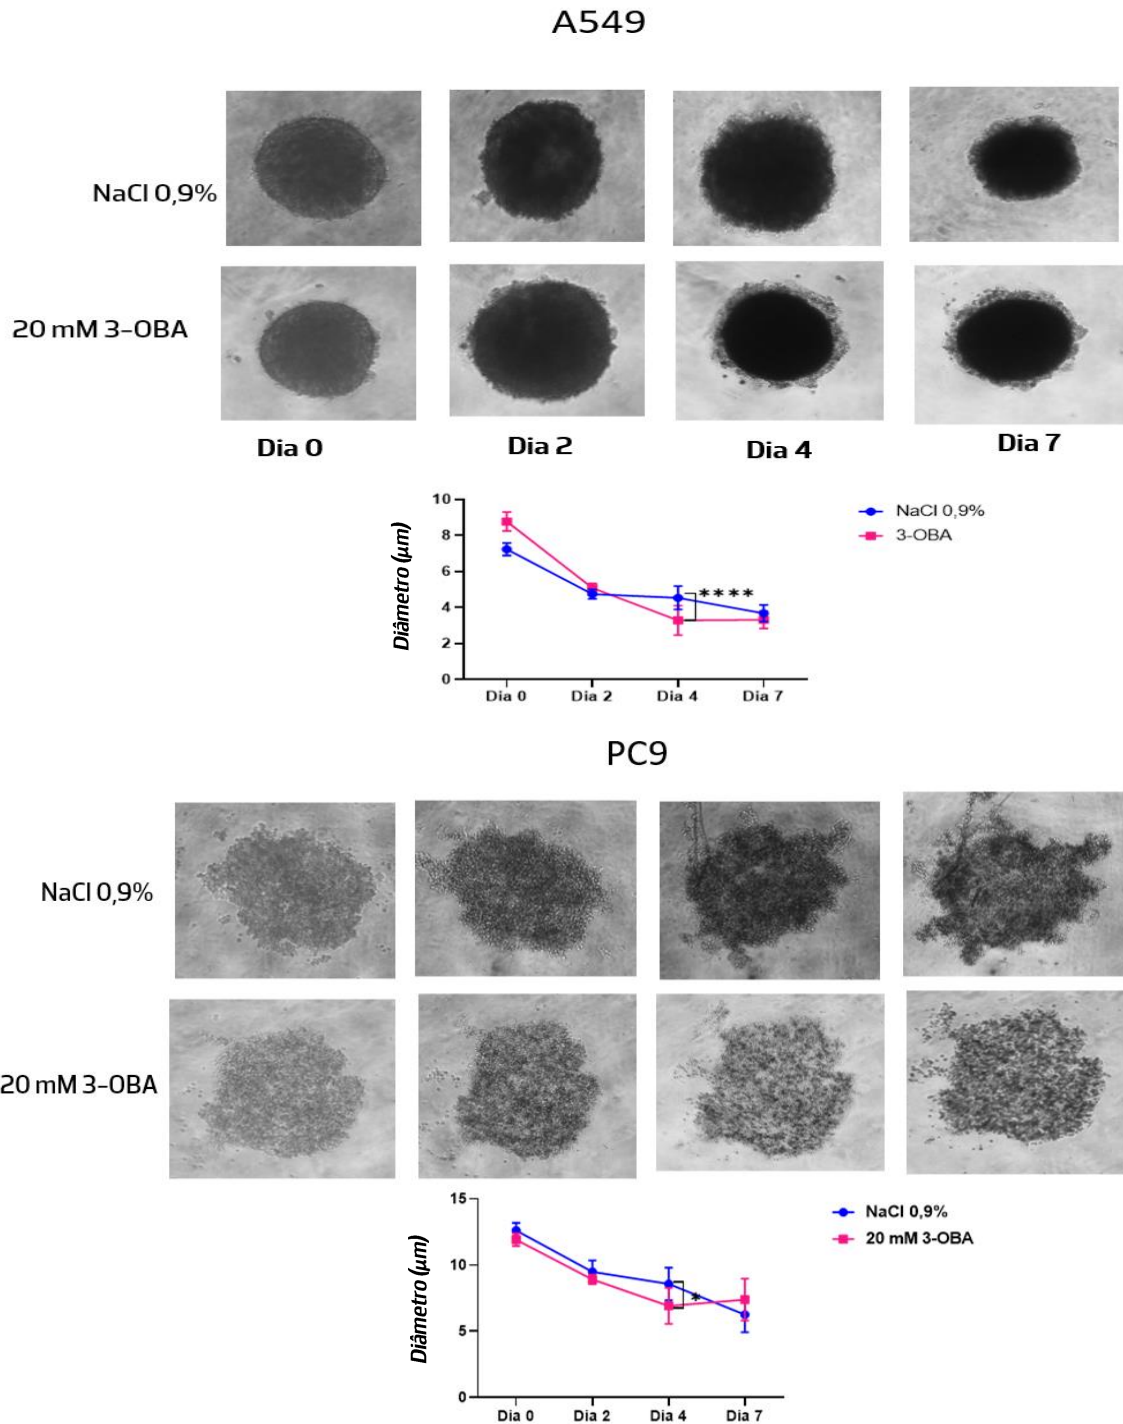 A549
NaCl 0,9%
20 mM 3-OBA
Dia 0
Dia 2
Dia 4
Dia 7
Diâmetro (µm)
10
8
6
4
2
0
****
Dia 0
Dia 2
Dia 4
Dia 7
NaCl 0,9%
3-OBA
PC9
NaCl 0,9%
20 mM 3-OBA
Diâmetro (µm)
15
10
5
0
*
Dia 0
Dia 2
Dia 4
Dia 7
NaCl 0,9%
20 mM 3-OBA